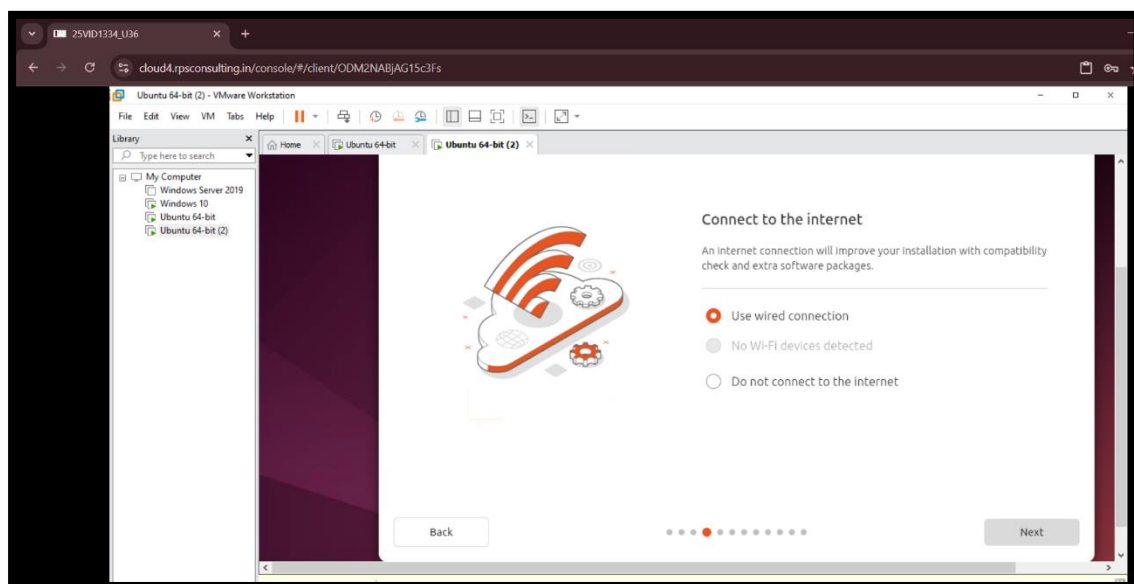 25VID1334_U36
cloud4.rpsconsulting.in/console/#/client/ODM2NABjAG15c3Fs
Ubuntu 64-bit (2) - VMware Workstation
File Edit View VM Tabs Help
Library
Home Ubuntu 64-bit Ubuntu 64-bit (2)
Type here to search
My Computer
Windows Server 2019
Windows 10
Ubuntu 64-bit
Ubuntu 64-bit (2)
Connect to the internet
An internet connection will improve your installation with compatibility
check and extra software packages.
Use wired connection
No Wi-Fi devices detected
Do not connect to the internet
Back
Next